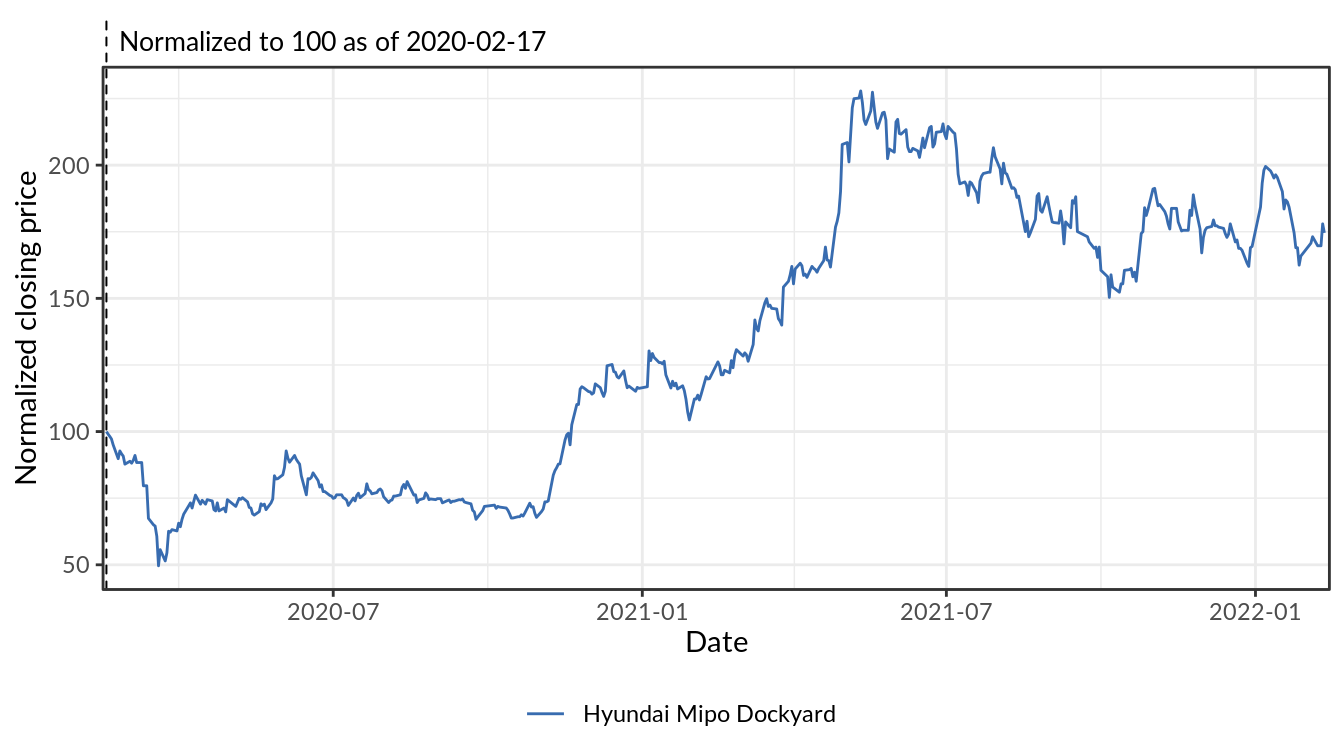 Normalized to 100 as of 2020-02-17
Normalized closing price
200
150
100
50
2020-07
2021-01
2021-07
2022-01
Date
Hyundai Mipo Dockyard